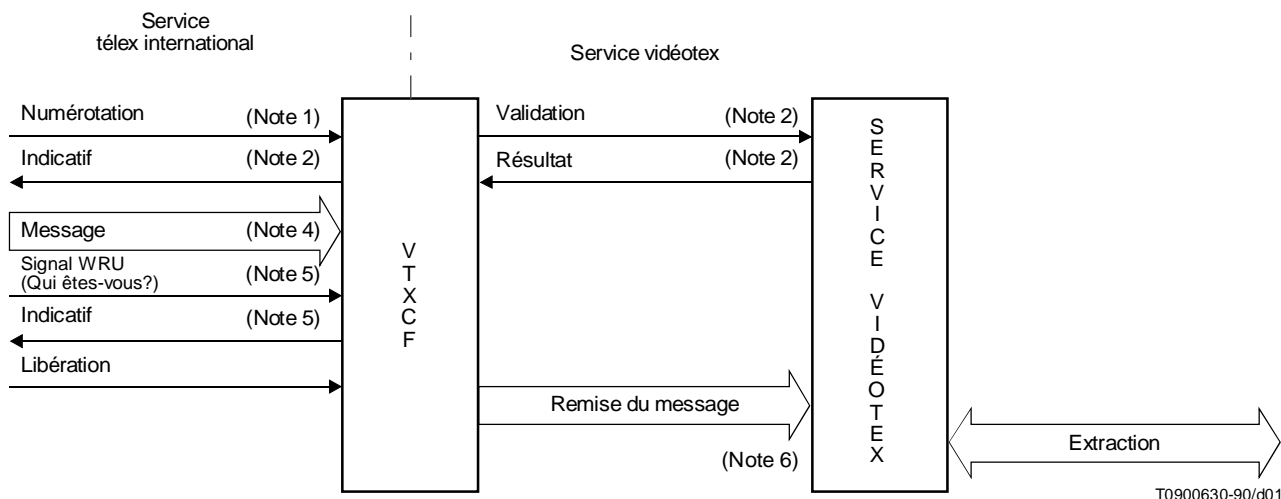 Service
télex international
Service vidéotex
Numérotation (Note 1)
Validation (Note 2)
Indicatif (Note 2)
Résultat (Note 2)
Message (Note 4)
Signal WRU
(Qui êtes-vous?) (Note 5)
Indicatif (Note 5)
Libération
VTXCF
Remise du message
(Note 6)
SERVICE VIDÉOTEX
Extraction
T0900630-90/d01